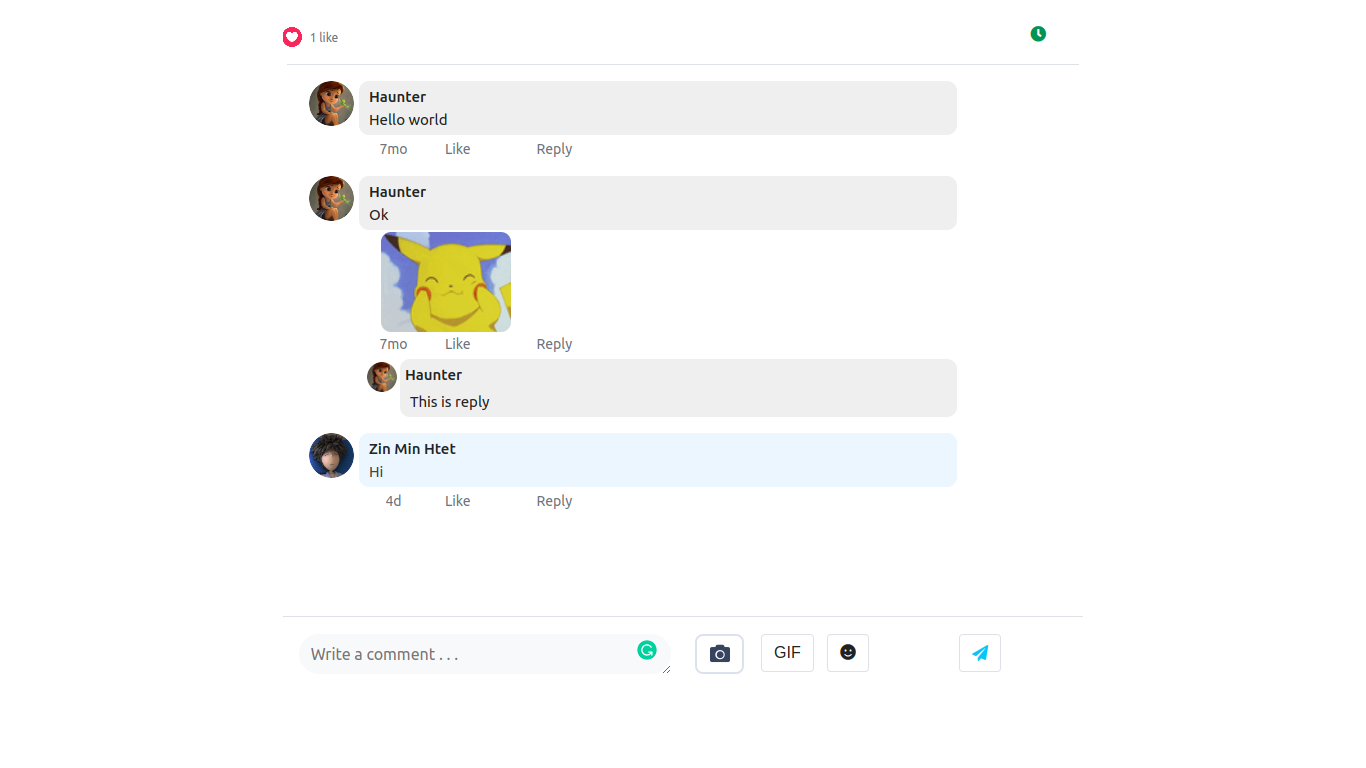 1 like
Haunter
Hello world
7mo Like Reply
Haunter
Ok
7mo Like Reply
Haunter
This is reply
Zin Min Htet
Hi
4d Like Reply
Write a comment . . . GIF